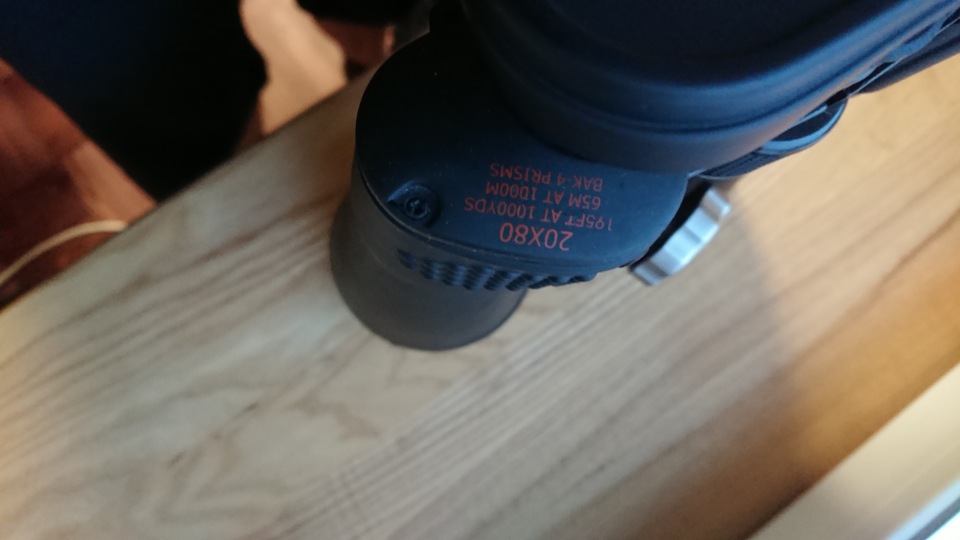 20X80
195FT AT 1000YDS
65M AT 1000M
BAK-4 PRISMS